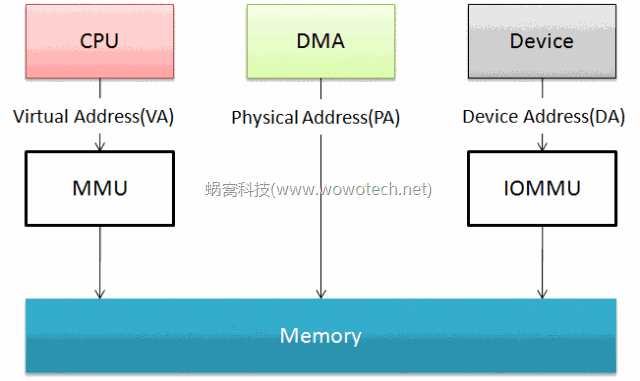 CPU
DMA
Device
Virtual Address(VA)
Physical Address(PA)
Device Address(DA)
MMU
蜗窝科技(www.wowotech.net)
IOMMU
Memory